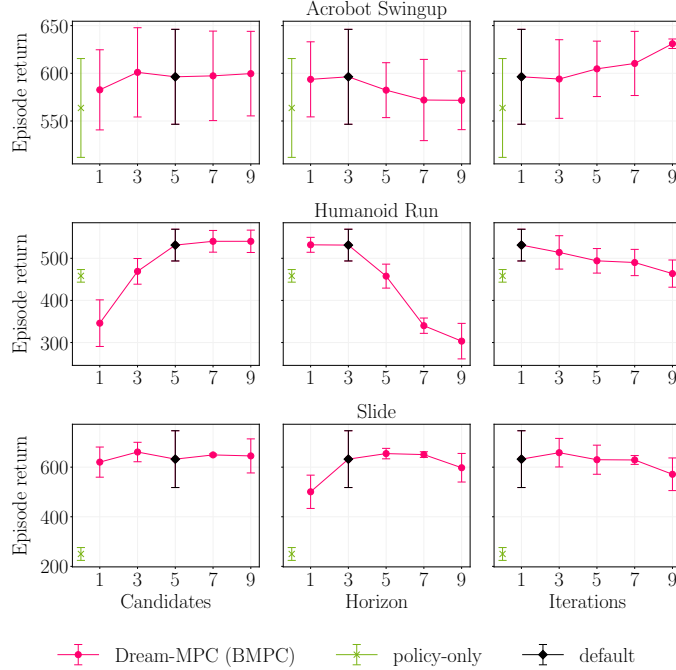 Acrobot Swingup
Episode return
650
600
550
1 3 5 7 9
1 3 5 7 9
1 3 5 7 9
Humanoid Run
Episode return
500
400
300
1 3 5 7 9
1 3 5 7 9
1 3 5 7 9
Slide
Episode return
600
400
200
1 3 5 7 9
1 3 5 7 9
1 3 5 7 9
Candidates
Horizon
Iterations
Dream-MPC (BMPC) policy-only default